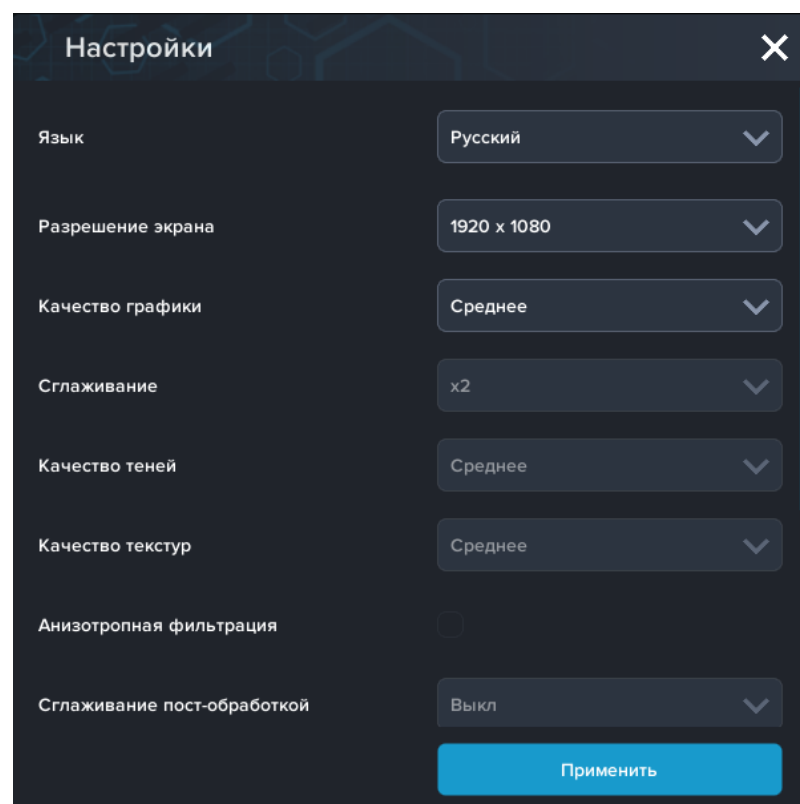 Настройки
Язык
Русский
Разрешение экрана
1920 x 1080
Качество графики
Среднее
Сглаживание
x2
Качество теней
Среднее
Качество текстур
Среднее
Анизотропная фильтрация
Сглаживание пост-обработкой
Выкл
Применить